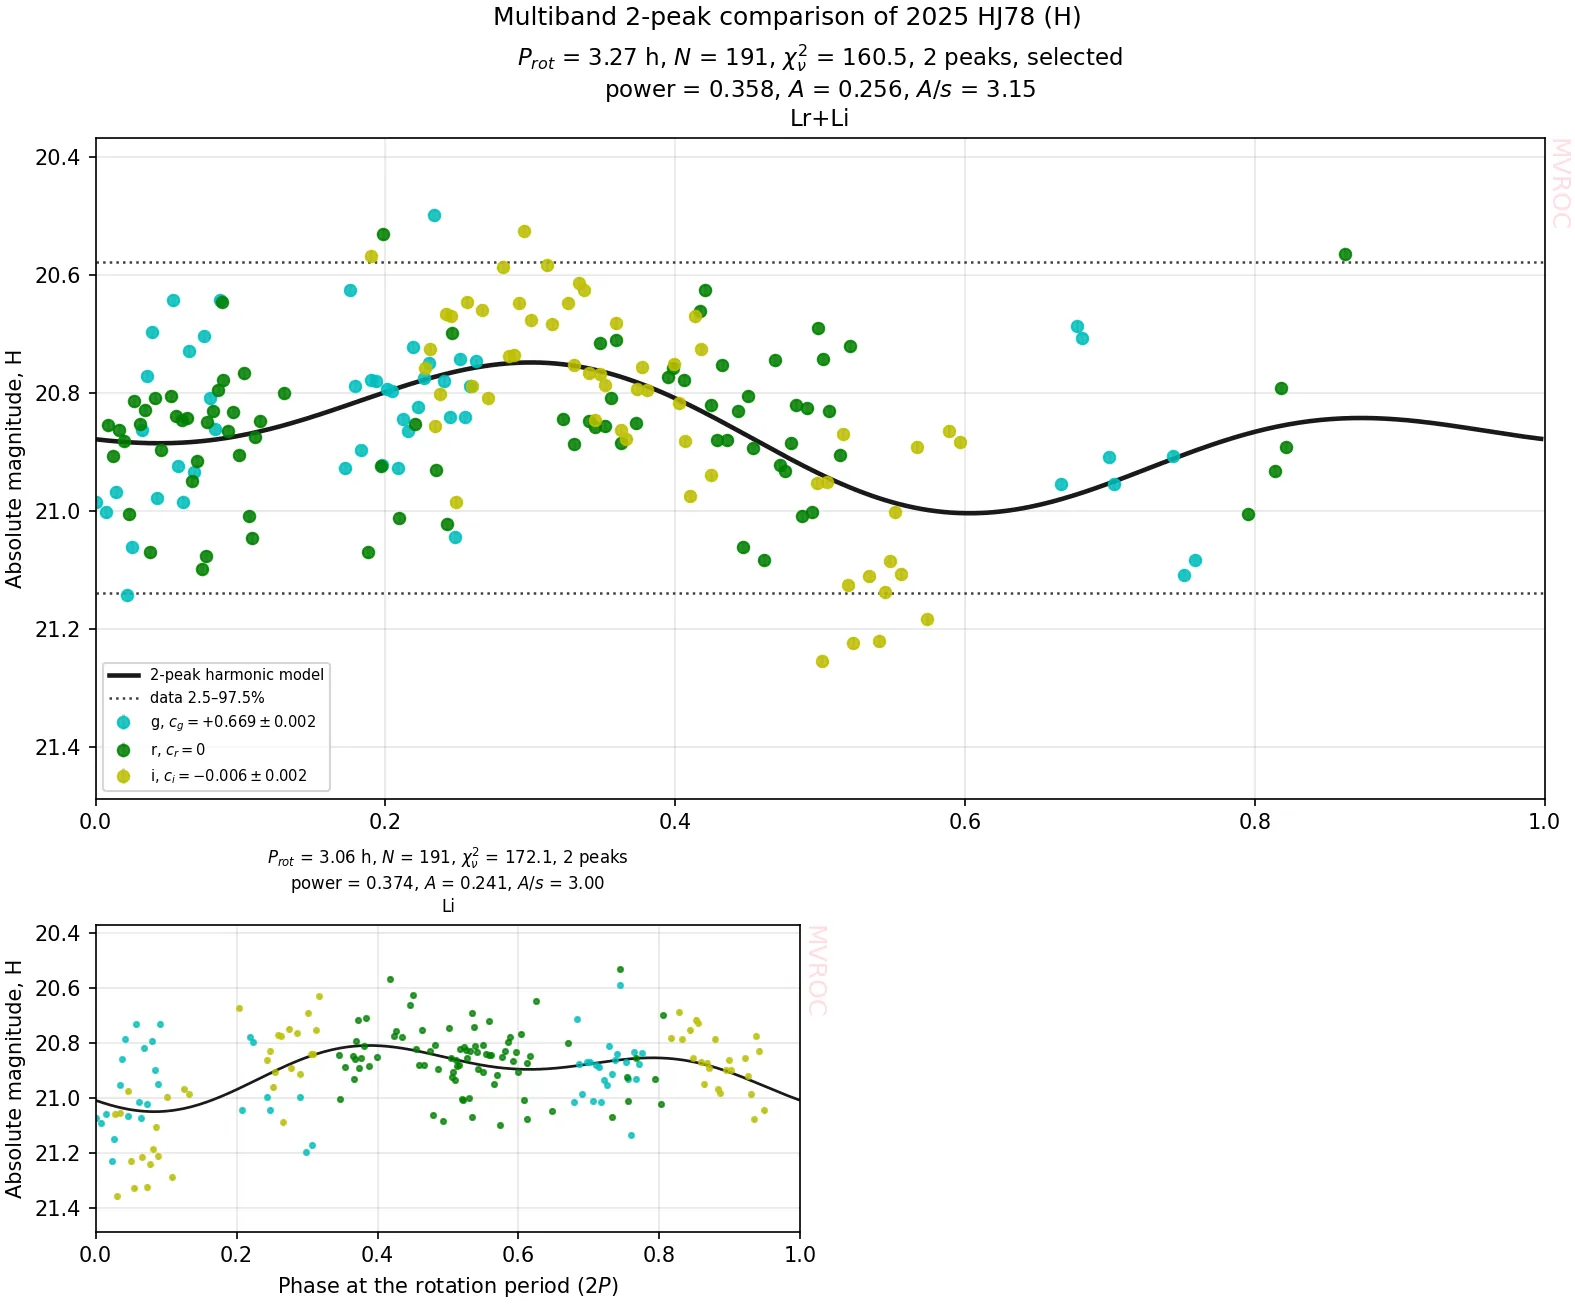 Multiband 2-peak comparison of 2025 HJ78 (H)
P_rot = 3.27 h, N = 191, χ²_ν = 160.5, 2 peaks, selected
power = 0.358, A = 0.256, A/s = 3.15
Lr+Li
MVROC
Absolute magnitude, H
20.4
20.6
20.8
21.0
21.2
21.4
2-peak harmonic model
data 2.5–97.5%
g, c_g = +0.669 ± 0.002
r, c_r = 0
i, c_i = −0.006 ± 0.002
0.0 0.2 0.4 0.6 0.8 1.0
P_rot = 3.06 h, N = 191, χ²_ν = 172.1, 2 peaks
power = 0.374, A = 0.241, A/s = 3.00
Li
MVROC
Absolute magnitude, H
20.4
20.6
20.8
21.0
21.2
21.4
0.0 0.2 0.4 0.6 0.8 1.0
Phase at the rotation period (2P)